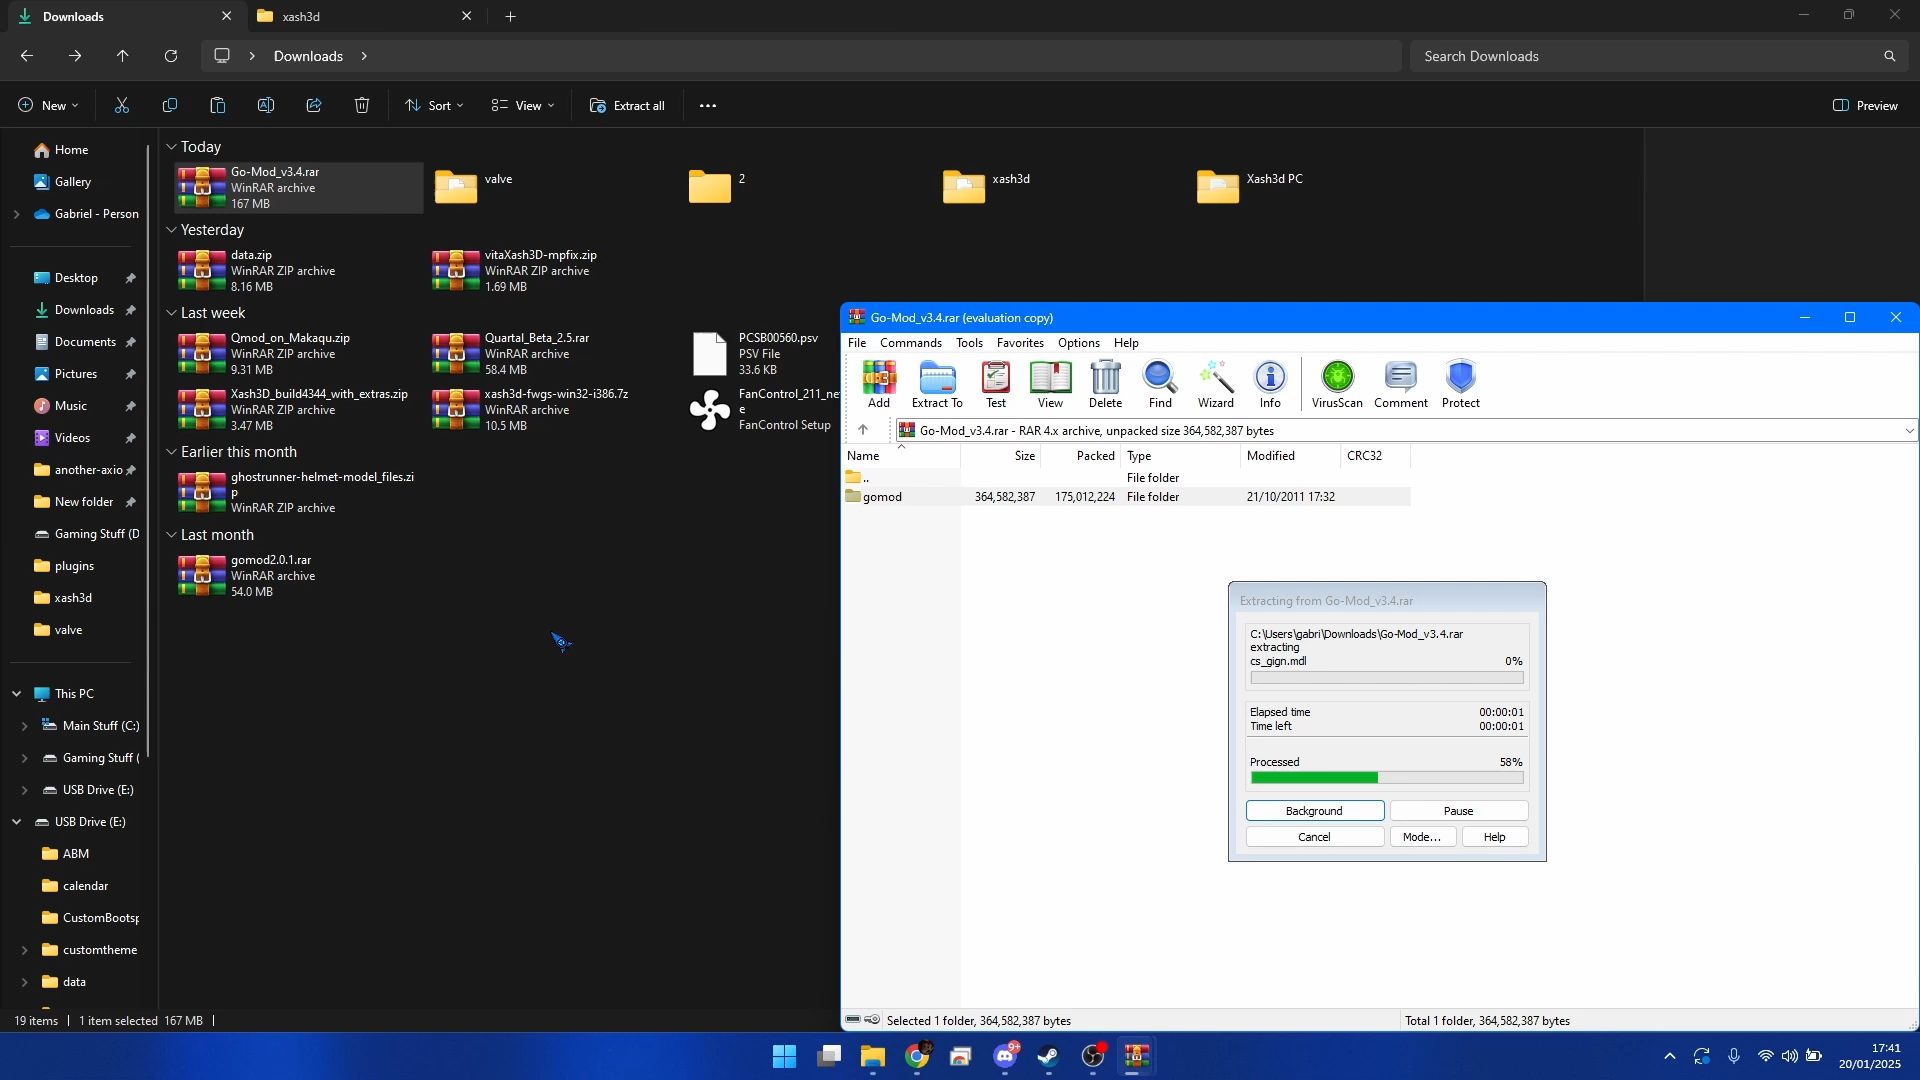 Downloads
xash3d
Downloads
Search Downloads
New
Sort
View
Extract all
Preview
Home
Gallery
Gabriel - Person
Desktop
Downloads
Documents
Pictures
Music
Videos
another-axio
New folder
Gaming Stuff (D
plugins
xash3d
valve
This PC
Main Stuff (C:)
Gaming Stuff (
USB Drive (E:)
USB Drive (E:)
ABM
calendar
CustomBootsp
customtheme
data
Today
Go-Mod_v3.4.rar
WinRAR archive
167 MB
valve
2
xash3d
Xash3d PC
Yesterday
data.zip
WinRAR ZIP archive
8.16 MB
vitaXash3D-mpfix.zip
WinRAR ZIP archive
1.69 MB
Last week
Qmod_on_Makaqu.zip
WinRAR ZIP archive
9.31 MB
Quartal_Beta_2.5.rar
WinRAR archive
58.4 MB
PCSB00560.psv
PSV File
33.6 KB
Xash3D_build4344_with_extras.zip
WinRAR ZIP archive
3.47 MB
xash3d-fwgs-win32-i386.7z
WinRAR archive
10.5 MB
FanControl_211_ne
e
FanControl Setup
Earlier this month
ghostrunner-helmet-model_files.zi
p
WinRAR ZIP archive
Last month
gomod2.0.1.rar
WinRAR archive
54.0 MB
19 items
1 item selected 167 MB
Go-Mod_v3.4.rar (evaluation copy)
File Commands Tools Favorites Options Help
Add
Extract To
Test
View
Delete
Find
Wizard
Info
VirusScan
Comment
Protect
Go-Mod_v3.4.rar - RAR 4.x archive, unpacked size 364,582,387 bytes
Name Size Packed Type Modified CRC32
.. File folder
gomod 364,582,387 175,012,224 File folder 21/10/2011 17:32
Extracting from Go-Mod_v3.4.rar
C:\Users\gabri\Downloads\Go-Mod_v3.4.rar
extracting
cs_gign.mdl 0%
Elapsed time 00:00:01
Time left 00:00:01
Processed 58%
Background
Pause
Cancel
Mode...
Help
Selected 1 folder, 364,582,387 bytes
Total 1 folder, 364,582,387 bytes
9+
17:41
20/01/2025